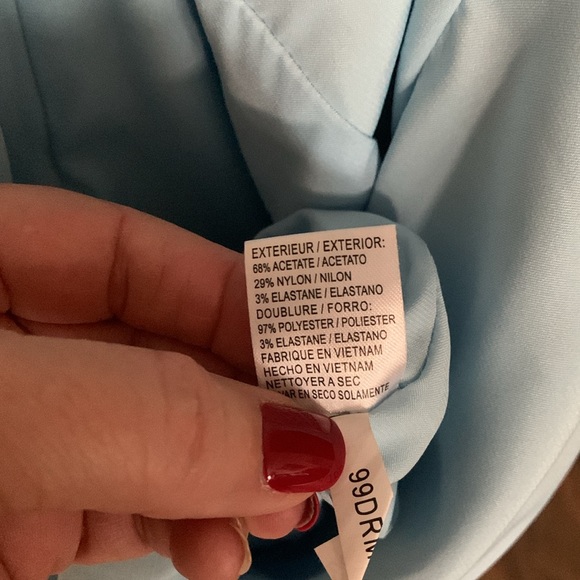 EXTERIEUR / EXTERIOR:
68% ACETATE / ACETATO
29% NYLON / NILON
3% ELASTANE / ELASTANO
DOUBLURE / FORRO:
97% POLYESTER / POLIESTER
3% ELASTANE / ELASTANO
FABRIQUE EN VIETNAM
HECHO EN VIETNAM
NETTOYER A SEC
EN SECO SOLAMENTE